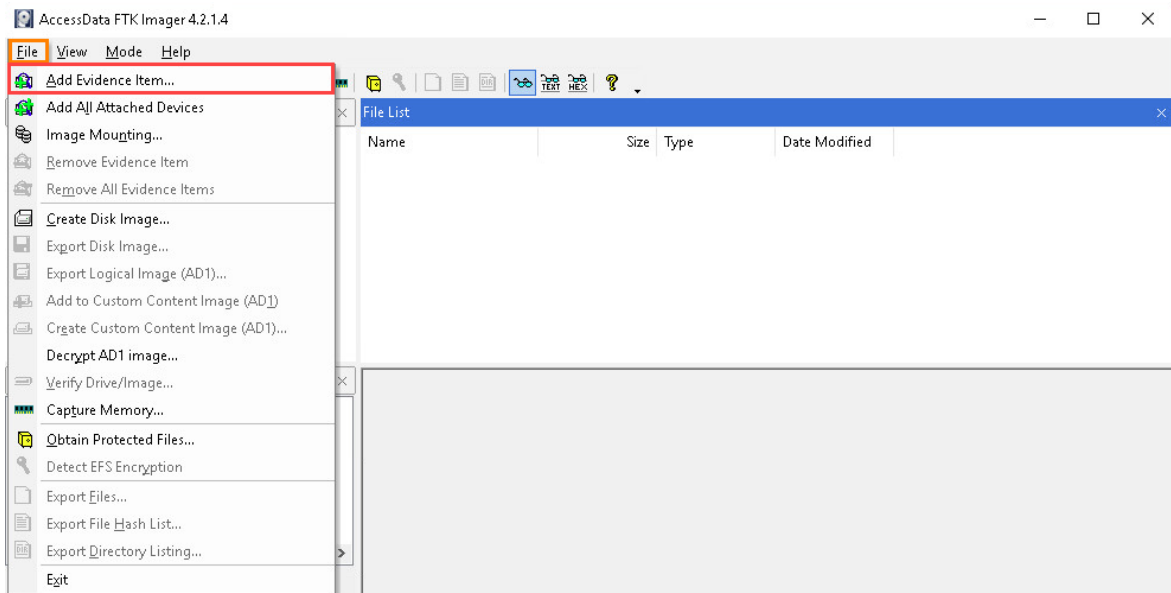 AccessData FTK Imager 4.2.1.4
File View Mode Help
Add Evidence Item...
TEXT HEX
Add All Attached Devices
File List
Image Mounting...
Name Size Type Date Modified
Remove Evidence Item
Remove All Evidence Items
Create Disk Image...
Export Disk Image...
Export Logical Image (AD1)...
Add to Custom Content Image (AD1)
Create Custom Content Image (AD1)...
Decrypt AD1 image...
Verify Drive/Image...
Capture Memory...
Obtain Protected Files...
Detect EFS Encryption
Export Files...
Export File Hash List...
Export Directory Listing...
Exit